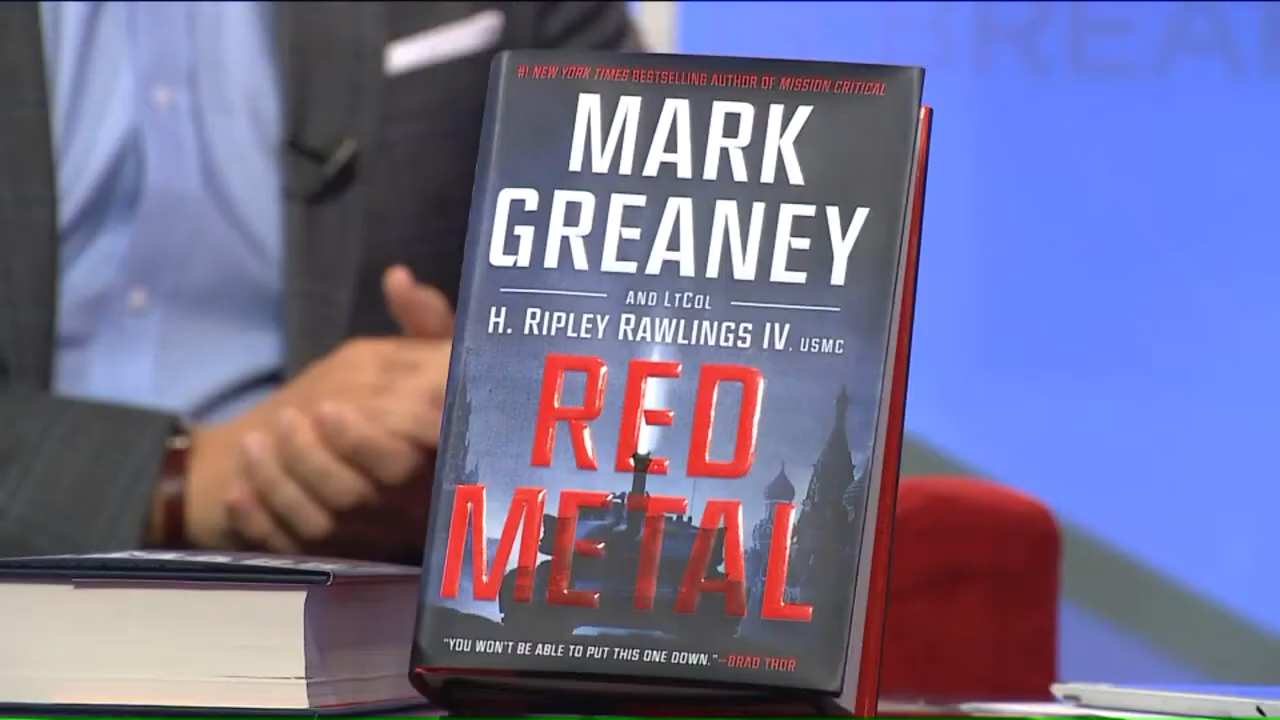 BREAK
#1 NEW YORK TIMES BESTSELLING AUTHOR OF MISSION CRITICAL
MARK
GREANEY
AND LTCOL
H. RIPLEY RAWLINGS IV, USMC
RED
METAL
"YOU WON'T BE ABLE TO PUT THIS ONE DOWN."—BRAD THOR